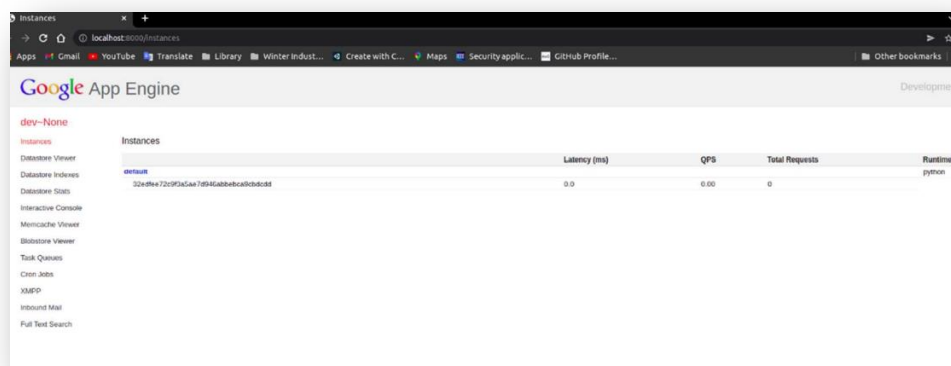 Instances
localhost:8000/instances
Apps Gmail YouTube Translate Library Winter Indust... Create with C... Maps Security applic... GitHub Profile... Other bookmarks
Google App Engine Developme
dev~None
Instances
Instances
Latency (ms) QPS Total Requests Runtime
default python
0.0 0.00 0
Datastore Viewer
Datastore Indexes
Datastore Stats
Interactive Console
Memcache Viewer
Blobstore Viewer
Task Queues
Cron Jobs
XMPP
Inbound Mail
Full Text Search